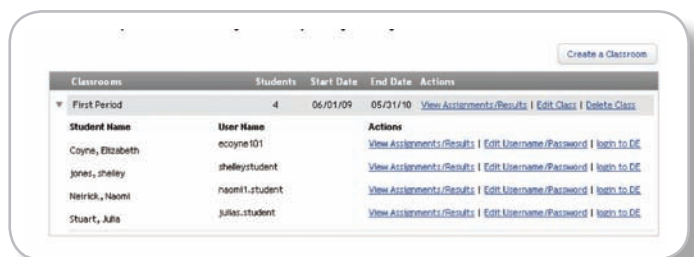 Create a Classroom
Classrooms Students Start Date End Date Actions
First Period 4 06/01/09 05/31/10 View Assignments/Results | Edit Class | Delete Class
Student Name User Name Actions
Coyne, Elizabeth ecoyne101 View Assignments/Results | Edit Username/Password | login to DE
jones, shelley shelleystudent View Assignments/Results | Edit Username/Password | login to DE
Neirick, Naomi naomi1.student View Assignments/Results | Edit Username/Password | login to DE
Stuart, Julia julias.student View Assignments/Results | Edit Username/Password | login to DE